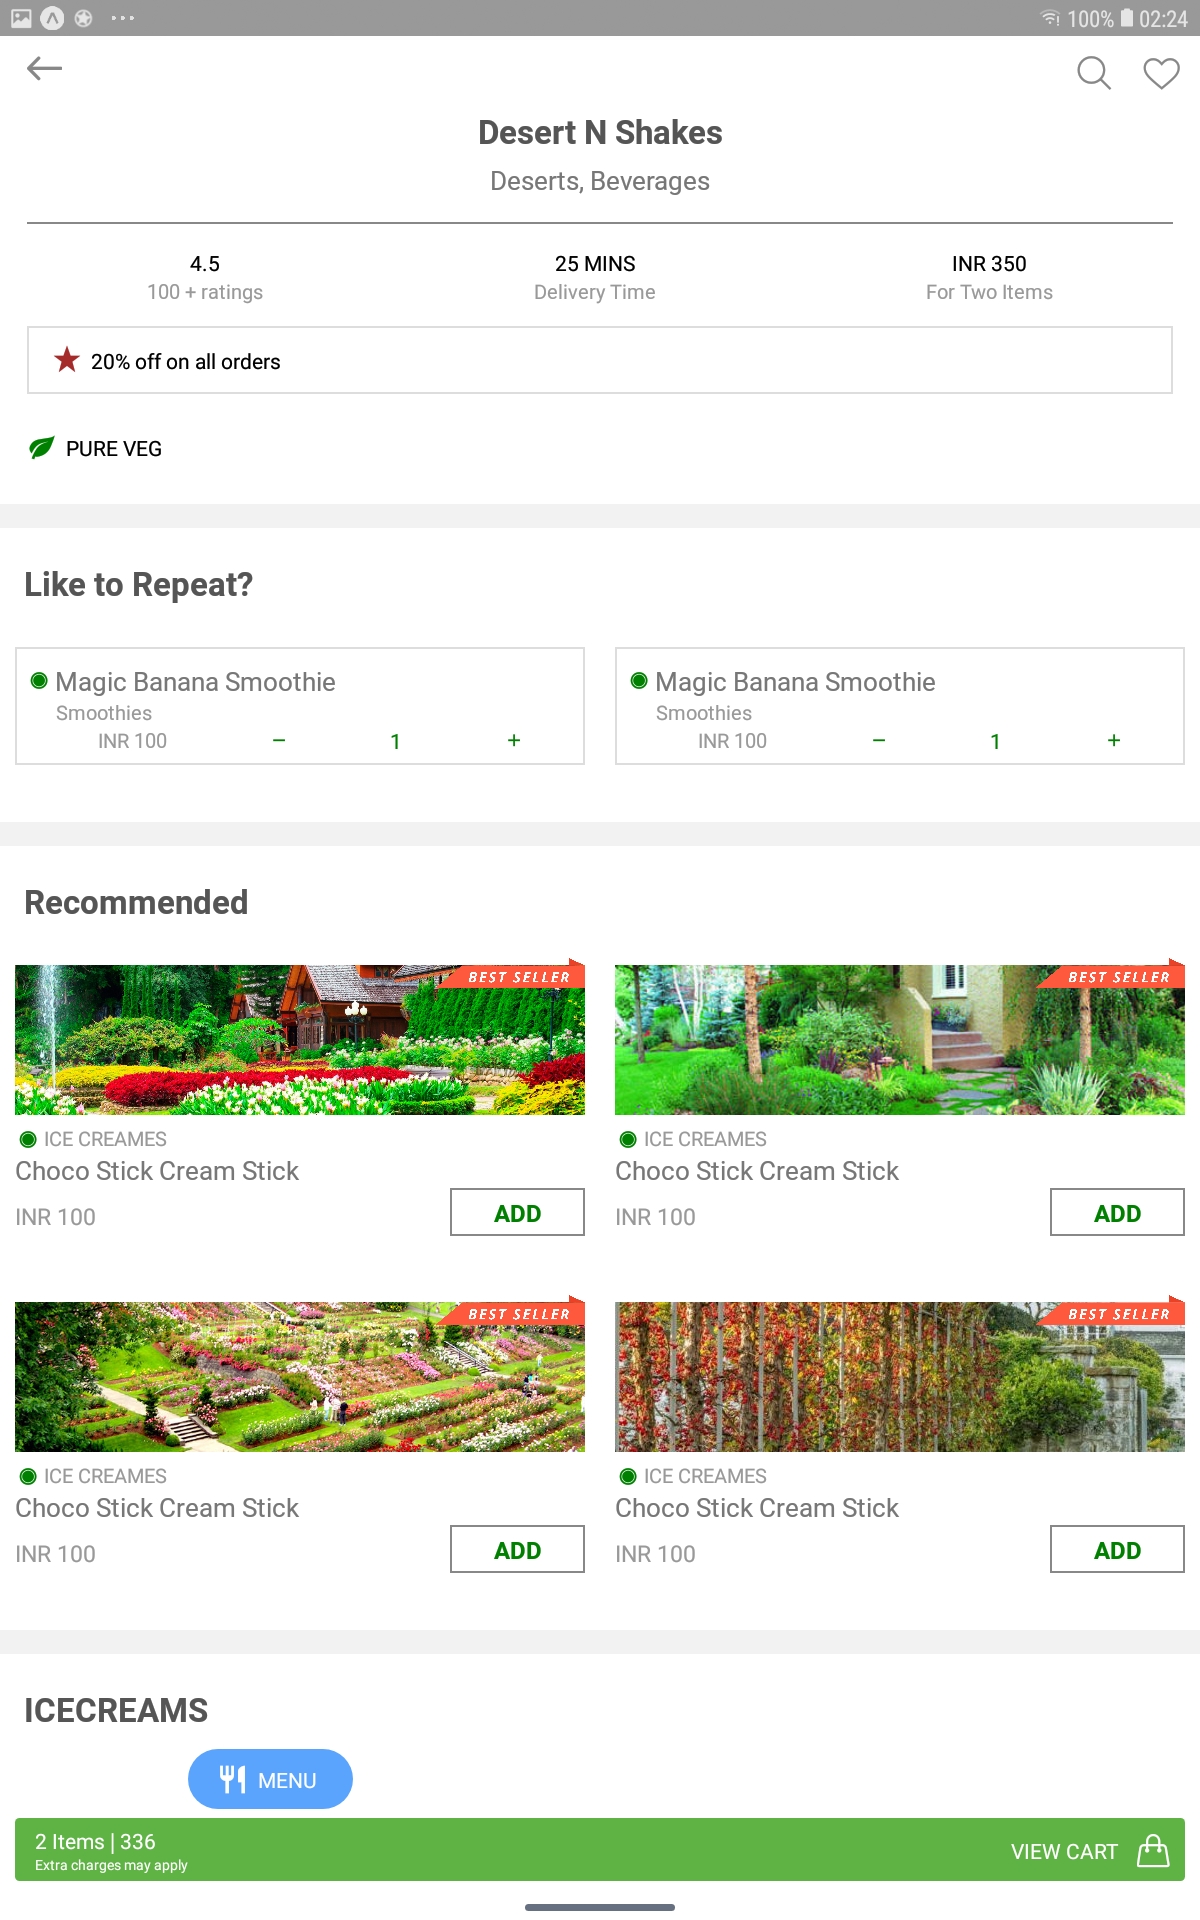 100% 02:24
Desert N Shakes
Deserts, Beverages
4.5 25 MINS INR 350
100 + ratings Delivery Time For Two Items
20% off on all orders
PURE VEG
Like to Repeat?
Magic Banana Smoothie Magic Banana Smoothie
Smoothies Smoothies
INR 100 − 1 + INR 100 − 1 +
Recommended
BEST SELLER BEST SELLER
ICE CREAMES ICE CREAMES
Choco Stick Cream Stick Choco Stick Cream Stick
INR 100 ADD INR 100 ADD
BEST SELLER BEST SELLER
ICE CREAMES ICE CREAMES
Choco Stick Cream Stick Choco Stick Cream Stick
INR 100 ADD INR 100 ADD
ICECREAMS
MENU
2 Items | 336
Extra charges may apply
VIEW CART